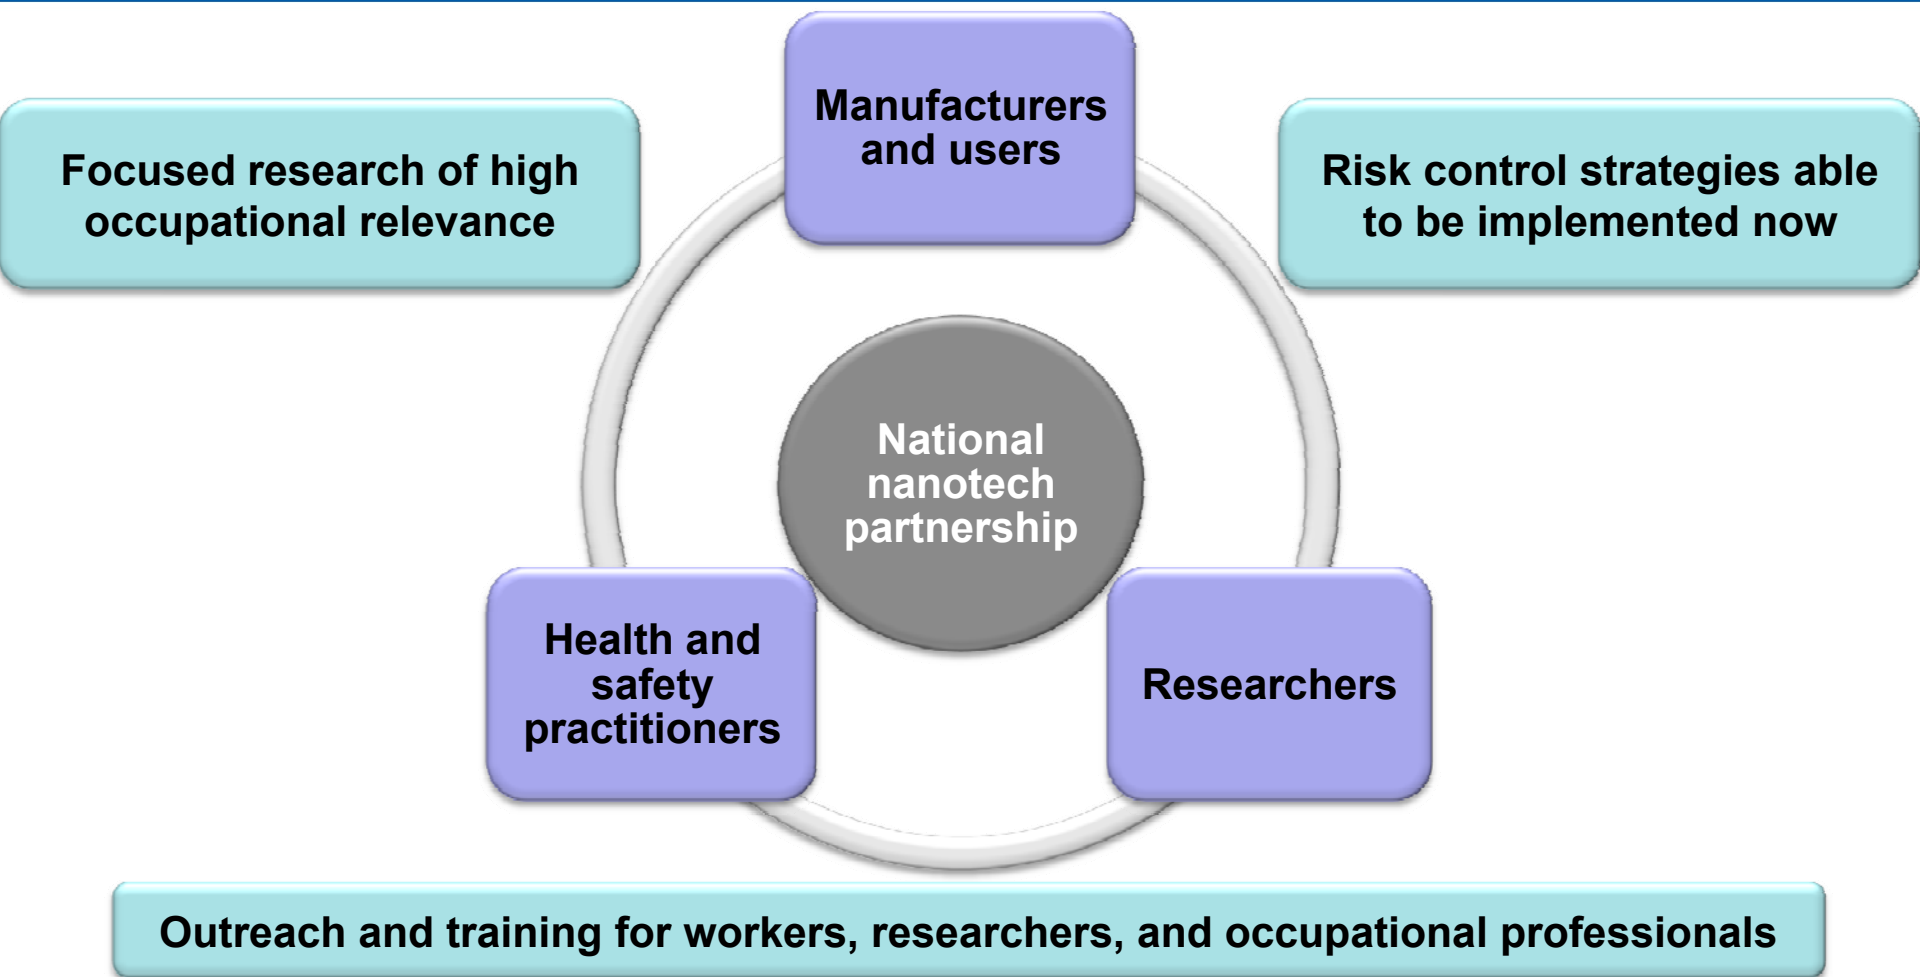 Manufacturers
and users
Focused research of high
occupational relevance
Risk control strategies able
to be implemented now
National
nanotech
partnership
Health and
safety
practitioners
Researchers
Outreach and training for workers, researchers, and occupational professionals